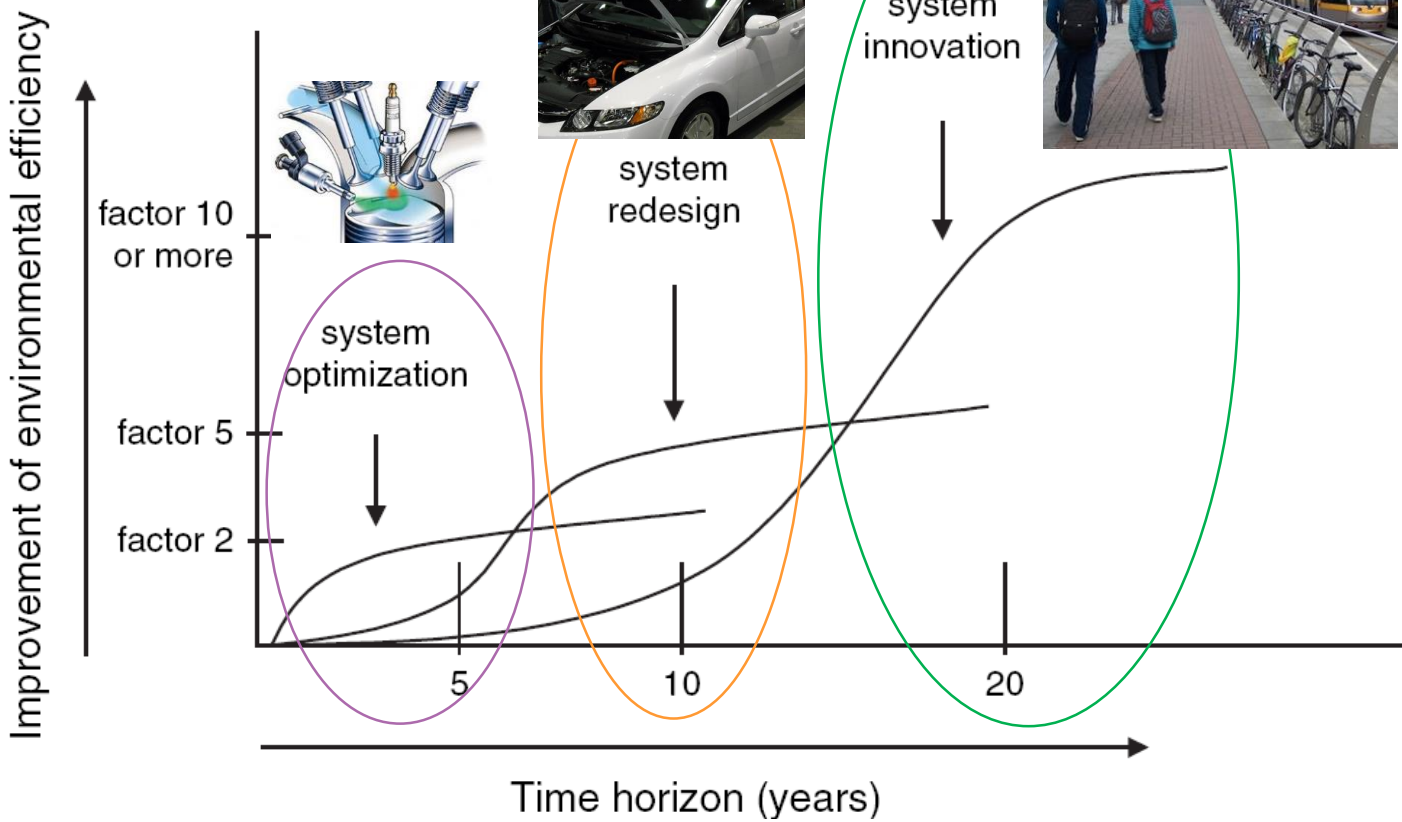 Improvement of environmental efficiency
system
innovation
system
redesign
factor 10
or more
system
optimization
factor 5
factor 2
5
10
20
Time horizon (years)